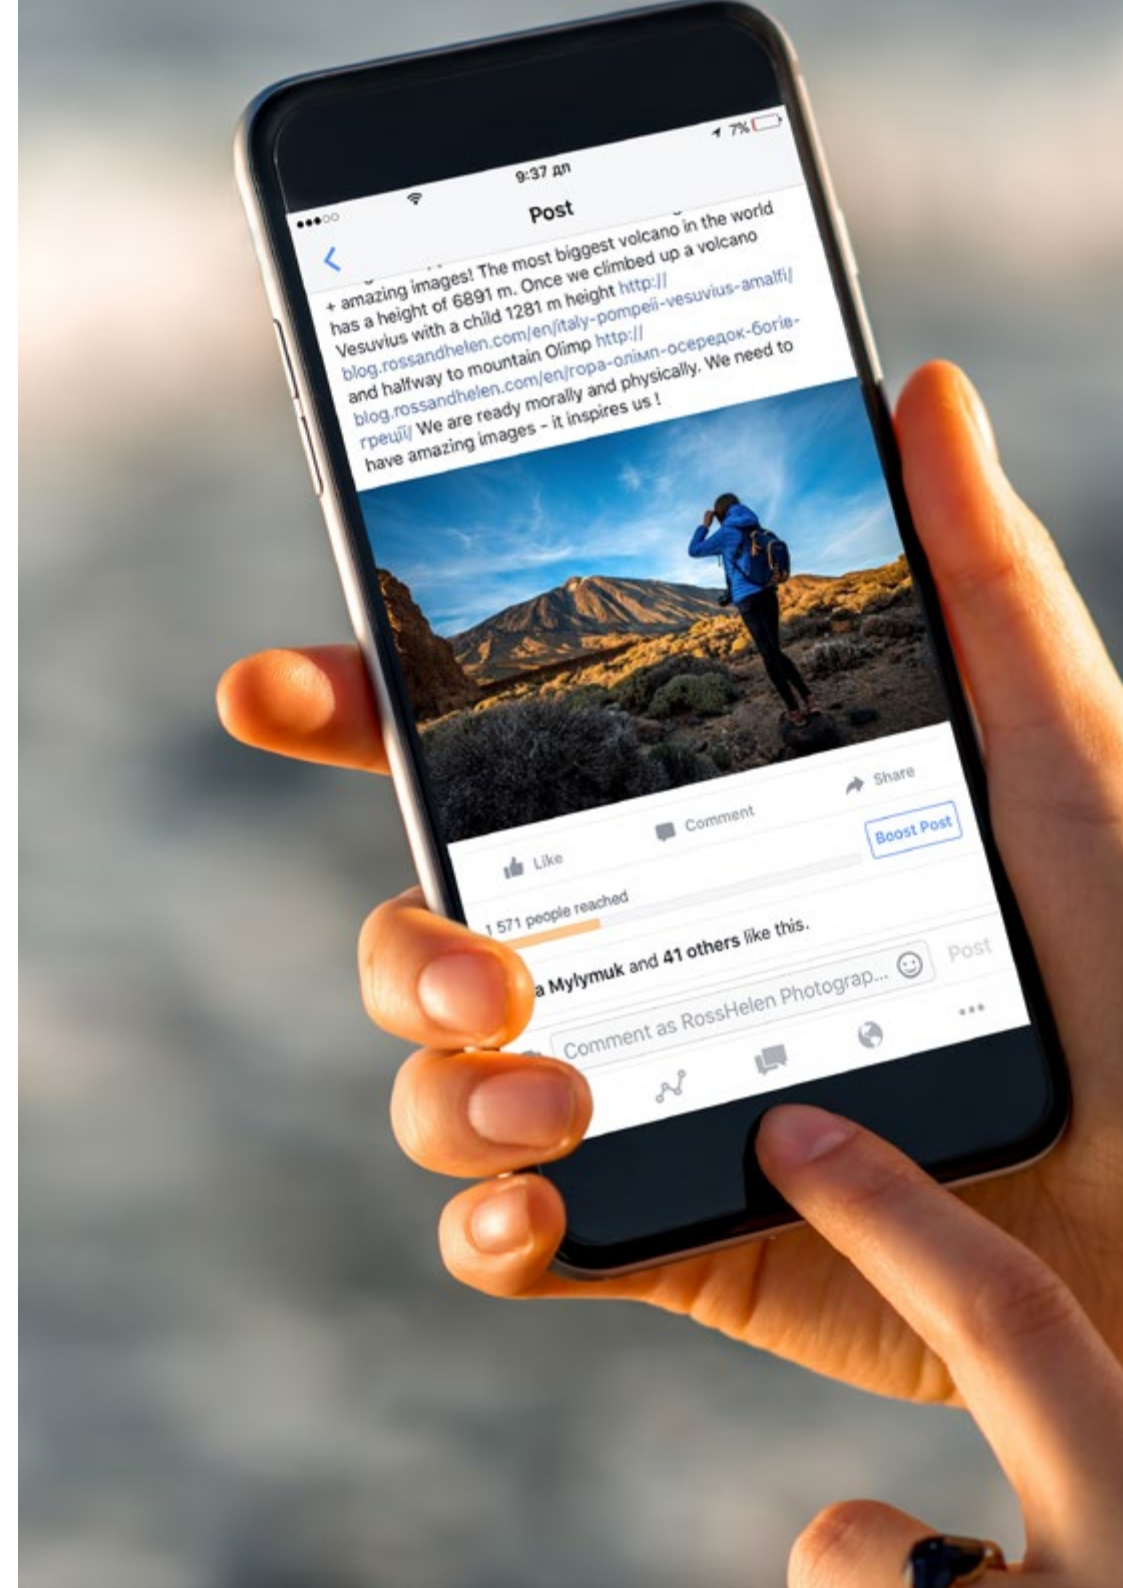 7%
9:37 дп
Post
+ amazing images! The most biggest volcano in the world
has a height of 6891 m. Once we climbed up a volcano
Vesuvius with a child 1281 m height http://
blog.rossandhelen.com/en/italy-pompeii-vesuvius-amalfi/
and halfway to mountain Olimp http://
blog.rossandhelen.com/en/гора-олімп-осередок-богів-
греції/ We are ready morally and physically. We need to
have amazing images - it inspires us !
Like
Comment
Share
1 571 people reached
Boost Post
a Mylymuk and 41 others like this.
Comment as RossHelen Photograp...
Post